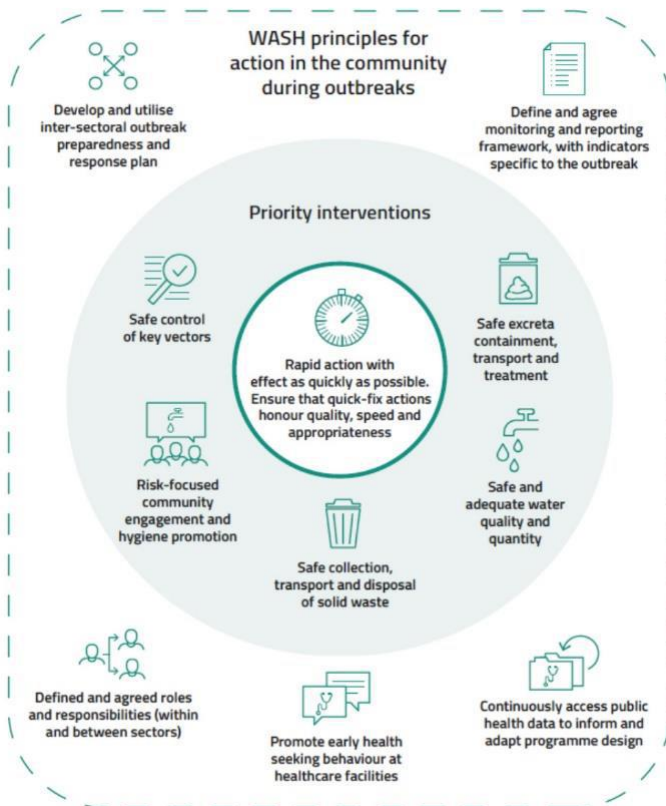 WASH principles for
action in the community
during outbreaks
Develop and utilise
inter-sectoral outbreak
preparedness and
response plan
Define and agree
monitoring and reporting
framework, with indicators
specific to the outbreak
Priority interventions
Safe control
of key vectors
Rapid action with
effect as quickly as possible.
Ensure that quick-fix actions
honour quality, speed and
appropriateness
Safe excreta
containment,
transport and
treatment
Risk-focused
community
engagement and
hygiene promotion
Safe and
adequate water
quality and
quantity
Safe collection,
transport and disposal
of solid waste
Defined and agreed roles
and responsibilities (within
and between sectors)
Promote early health
seeking behaviour at
healthcare facilities
Continuously access public
health data to inform and
adapt programme design